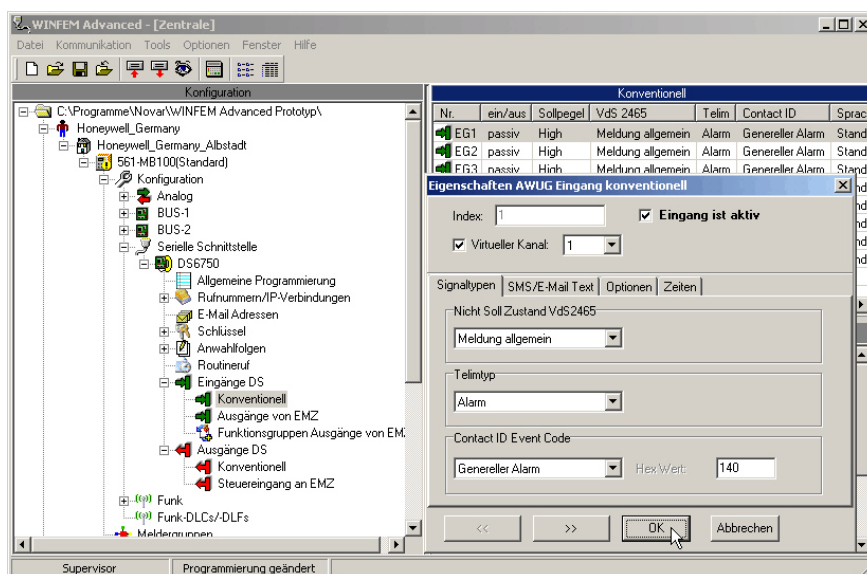 WINFEM Advanced - [Zentrale]
Datei Kommunikation Tools Optionen Fenster Hilfe
Konfiguration
C:\Programme\Novar\WINFEM Advanced Prototyp\
Honeywell_Germany
Honeywell_Germany_Albstadt
561-MB100(Standard)
Konfiguration
Analog
BUS-1
BUS-2
Serielle Schnittstelle
DS6750
Allgemeine Programmierung
Rufnummern/IP-Verbindungen
E-Mail Adressen
Schlüssel
Anwahlfolgen
Routineruf
Eingänge DS
Konventionell
Ausgänge von EMZ
Funktionsgruppen Ausgänge von EM
Ausgänge DS
Konventionell
Steuereingang an EMZ
Funk
Funk-DLCs/-DLFs
Meldergruppen
Konventionell
Nr. ein/aus Sollpegel VdS 2465 Telim Contact ID Sprac
EG1 passiv High Meldung allgemein Alarm Genereller Alarm Stand
EG2 passiv High Meldung allgemein Alarm Genereller Alarm Stand
EG3 passiv High Meldung allgemein Alarm Genereller Alarm Stand
Eigenschaften AWUG Eingang konventionell
Index: 1 Eingang ist aktiv
Virtueller Kanal: 1
Signaltypen SMS/E-Mail Text Optionen Zeiten
Nicht Soll Zustand VdS2465
Meldung allgemein
Telimtyp
Alarm
Contact ID Event Code
Genereller Alarm Hex Wert: 140
<< >> OK Abbrechen
Supervisor Programmierung geändert